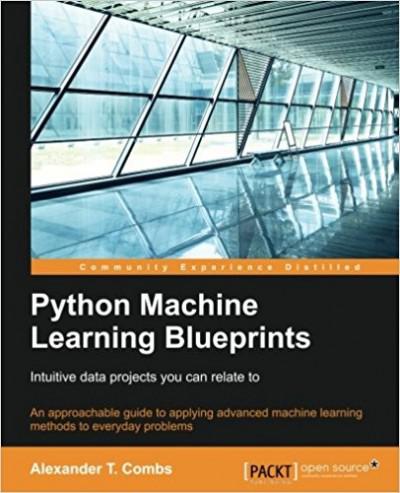 Community Experience Distilled
Python Machine
Learning Blueprints
Intuitive data projects you can relate to
An approachable guide to applying advanced machine learning
methods to everyday problems
Alexander T. Combs
[PACKT] open source*
PUBLISHING